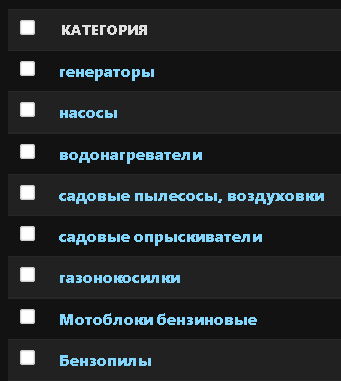 КАТЕГОРИЯ
генераторы
насосы
водонагреватели
садовые пылесосы, воздуховки
садовые опрыскиватели
газонокосилки
Мотоблоки бензиновые
Бензопилы